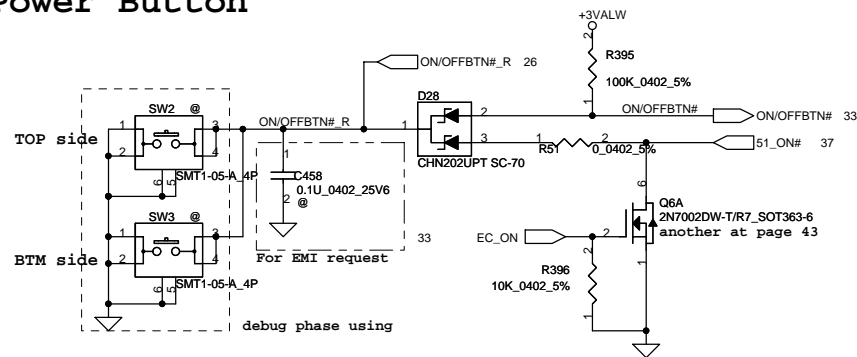 Power Button
+3VALW
2
R395
100K_0402_5%
1
ON/OFFBTN#_R 26
D28
2
ON/OFFBTN#
ON/OFFBTN# 33
1
3
CHN202UPT SC-70
1
R51
2
0_0402_5%
51_ON# 37
TOP side
SW2 @
1 3
2 4
6 5
SMT1-05-A_4P
ON/OFFBTN#_R
1
C458
0.1U_0402_25V6
2
@
For EMI request
BTM side
SW3 @
1 3
2 4
6 5
SMT1-05-A_4P
debug phase using
33
EC_ON
2
6
Q6A
2N7002DW-T/R7_SOT363-6
another at page 43
1
2
R396
10K_0402_5%
1